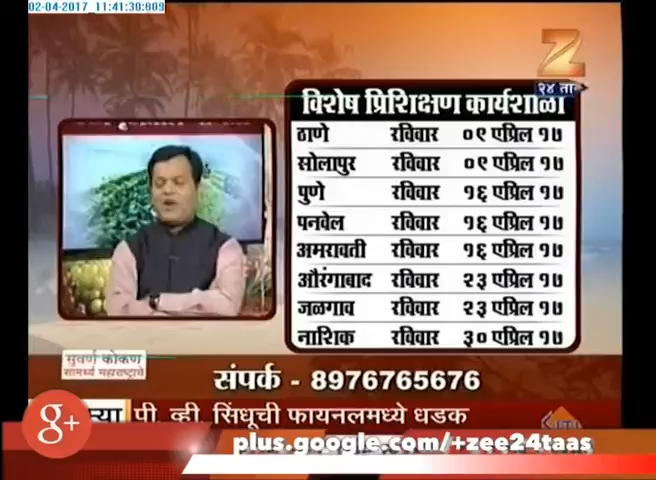 02-04-2017_11:41:30:809
२४ तास
विशेष प्रिशिक्षण कार्यशाळा
ठाणे रविवार ०९ एप्रिल १७
सोलापुर रविवार ०९ एप्रिल १७
पुणे रविवार १६ एप्रिल १७
पनवेल रविवार १६ एप्रिल १७
अमरावती रविवार १६ एप्रिल १७
औरंगाबाद रविवार २३ एप्रिल १७
जळगाव रविवार २३ एप्रिल १७
नाशिक रविवार ३० एप्रिल १७
सुवर्ण कोकण
सामर्थ्य महाराष्ट्राचे
संपर्क - 8976765676
पी. व्ही. सिंधूची फायनलमध्ये धडक
g+ plus.google.com/+zee24taas